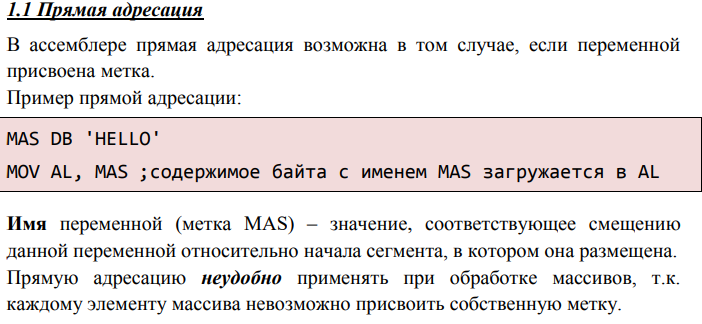 1.1 Прямая адресация
В ассемблере прямая адресация возможна в том случае, если переменной
присвоена метка.
Пример прямой адресации:
MAS DB 'HELLO'
MOV AL, MAS ;содержимое байта с именем MAS загружается в AL
Имя переменной (метка MAS) – значение, соответствующее смещению
данной переменной относительно начала сегмента, в котором она размещена.
Прямую адресацию неудобно применять при обработке массивов, т.к.
каждому элементу массива невозможно присвоить собственную метку.